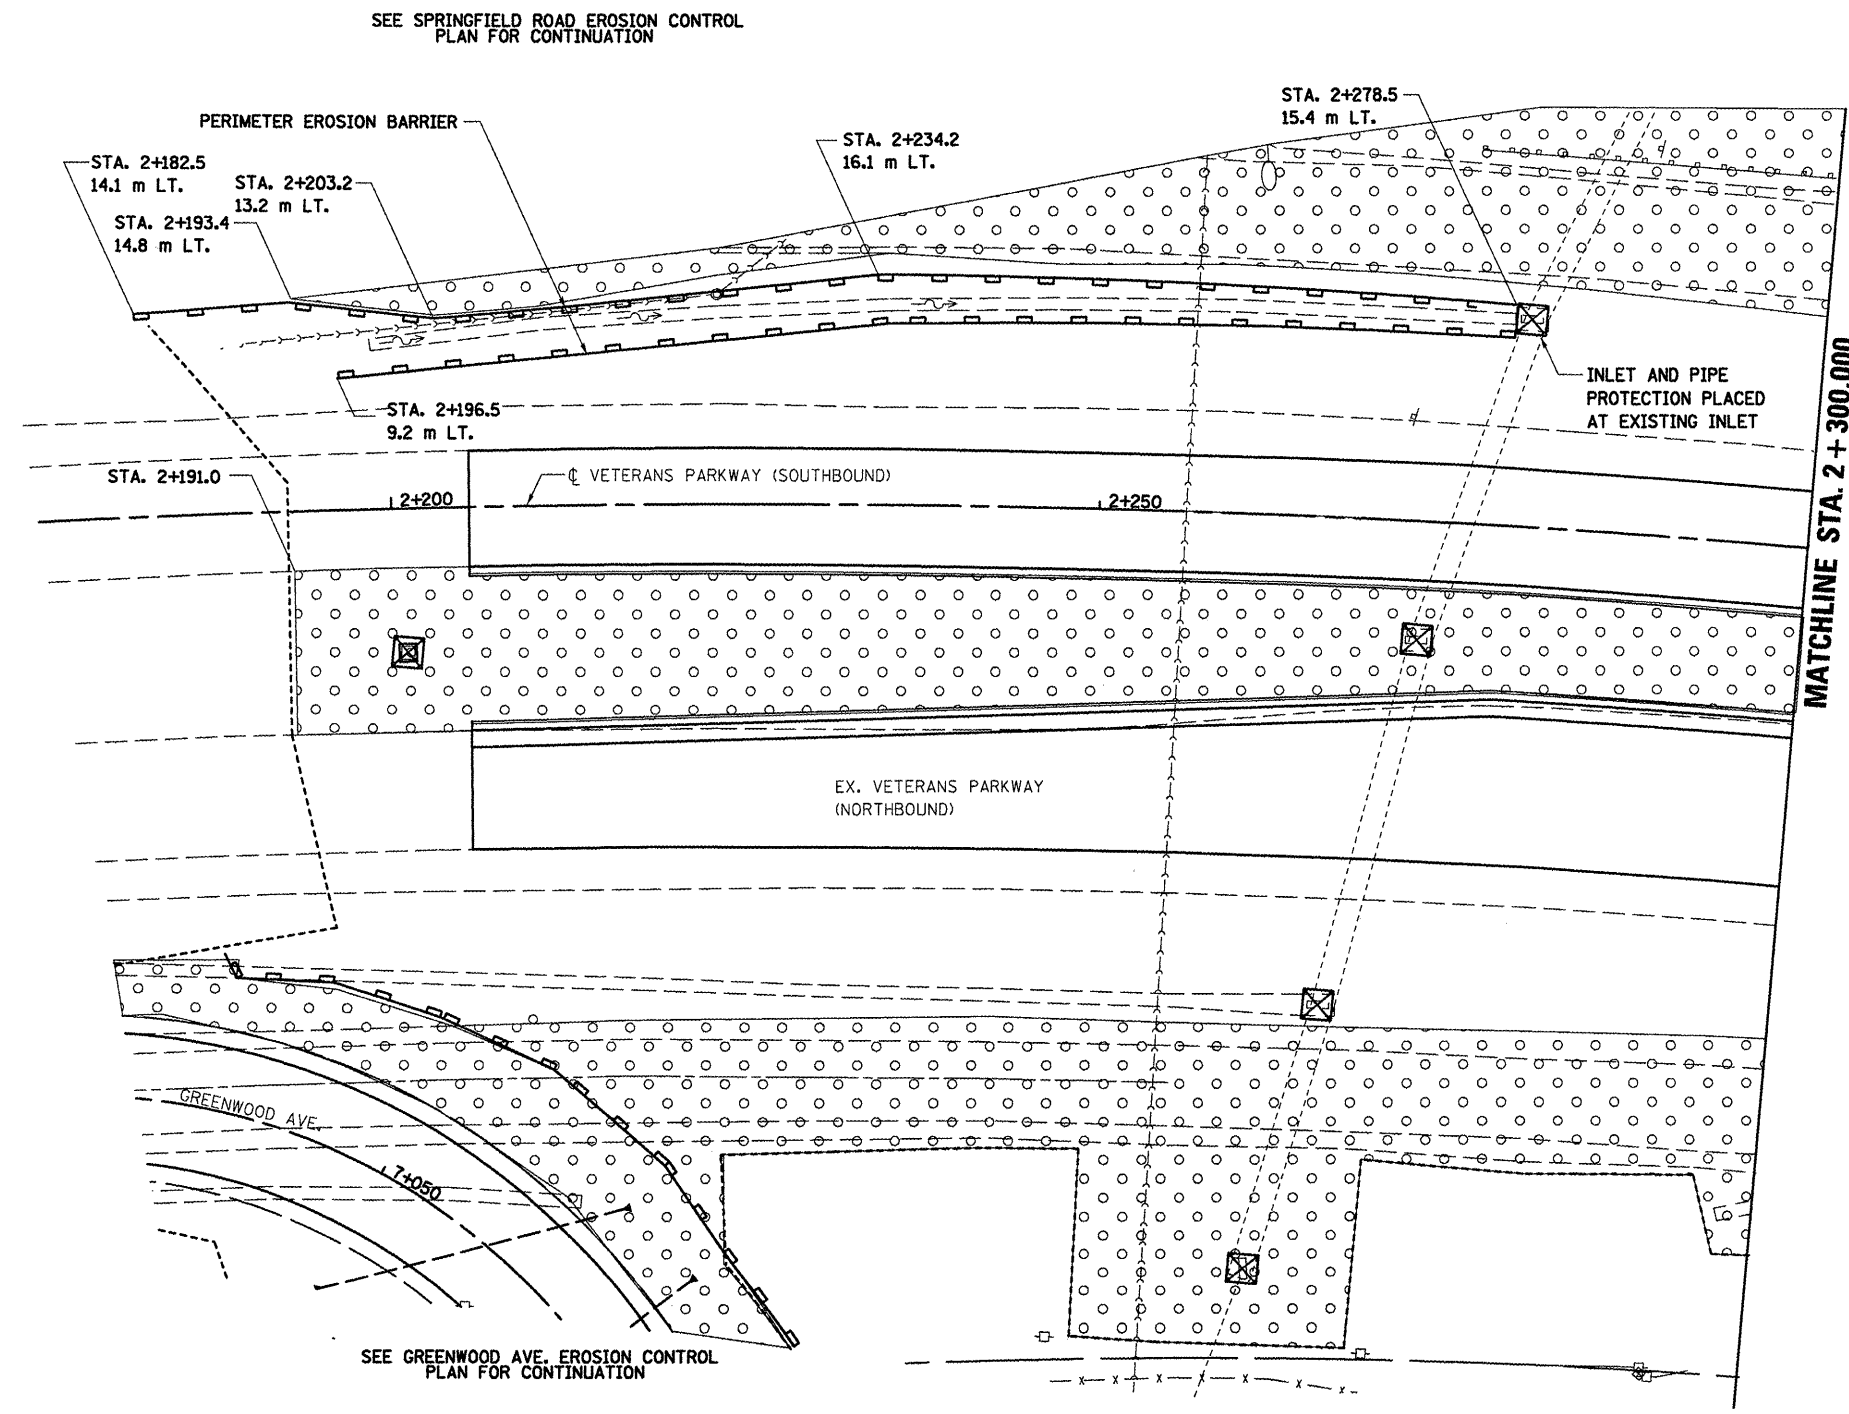 SEE SPRINGFIELD ROAD EROSION CONTROL
PLAN FOR CONTINUATION
STA. 2+278.5
15.4 m LT.
PERIMETER EROSION BARRIER
STA. 2+234.2
16.1 m LT.
STA. 2+182.5
14.1 m LT.
STA. 2+203.2
13.2 m LT.
STA. 2+193.4
14.8 m LT.
INLET AND PIPE
PROTECTION PLACED
AT EXISTING INLET
STA. 2+196.5
9.2 m LT.
STA. 2+191.0
℄ VETERANS PARKWAY (SOUTHBOUND)
2+200
2+250
MATCHLINE STA. 2+300.000
EX. VETERANS PARKWAY
(NORTHBOUND)
GREENWOOD AVE.
7+050
SEE GREENWOOD AVE. EROSION CONTROL
PLAN FOR CONTINUATION